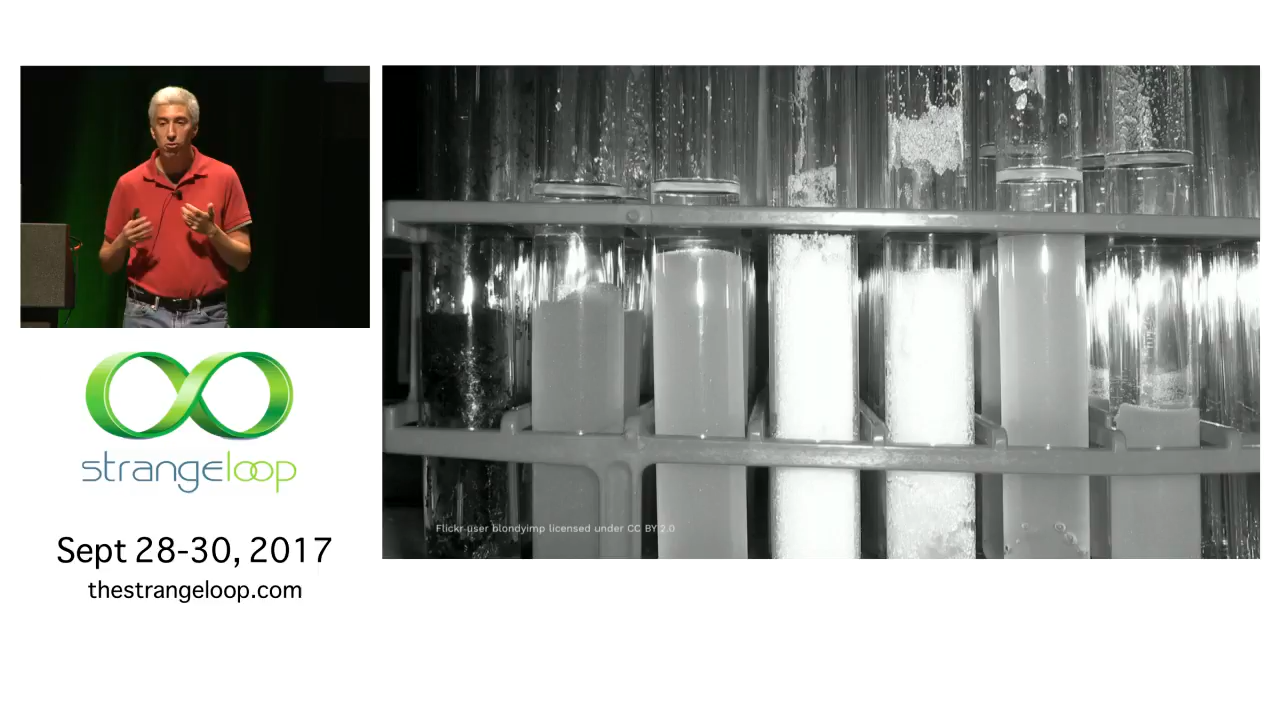 strangeloop
Sept 28-30, 2017
thestrangeloop.com
Flickr user blondyimp licensed under CC BY 2.0